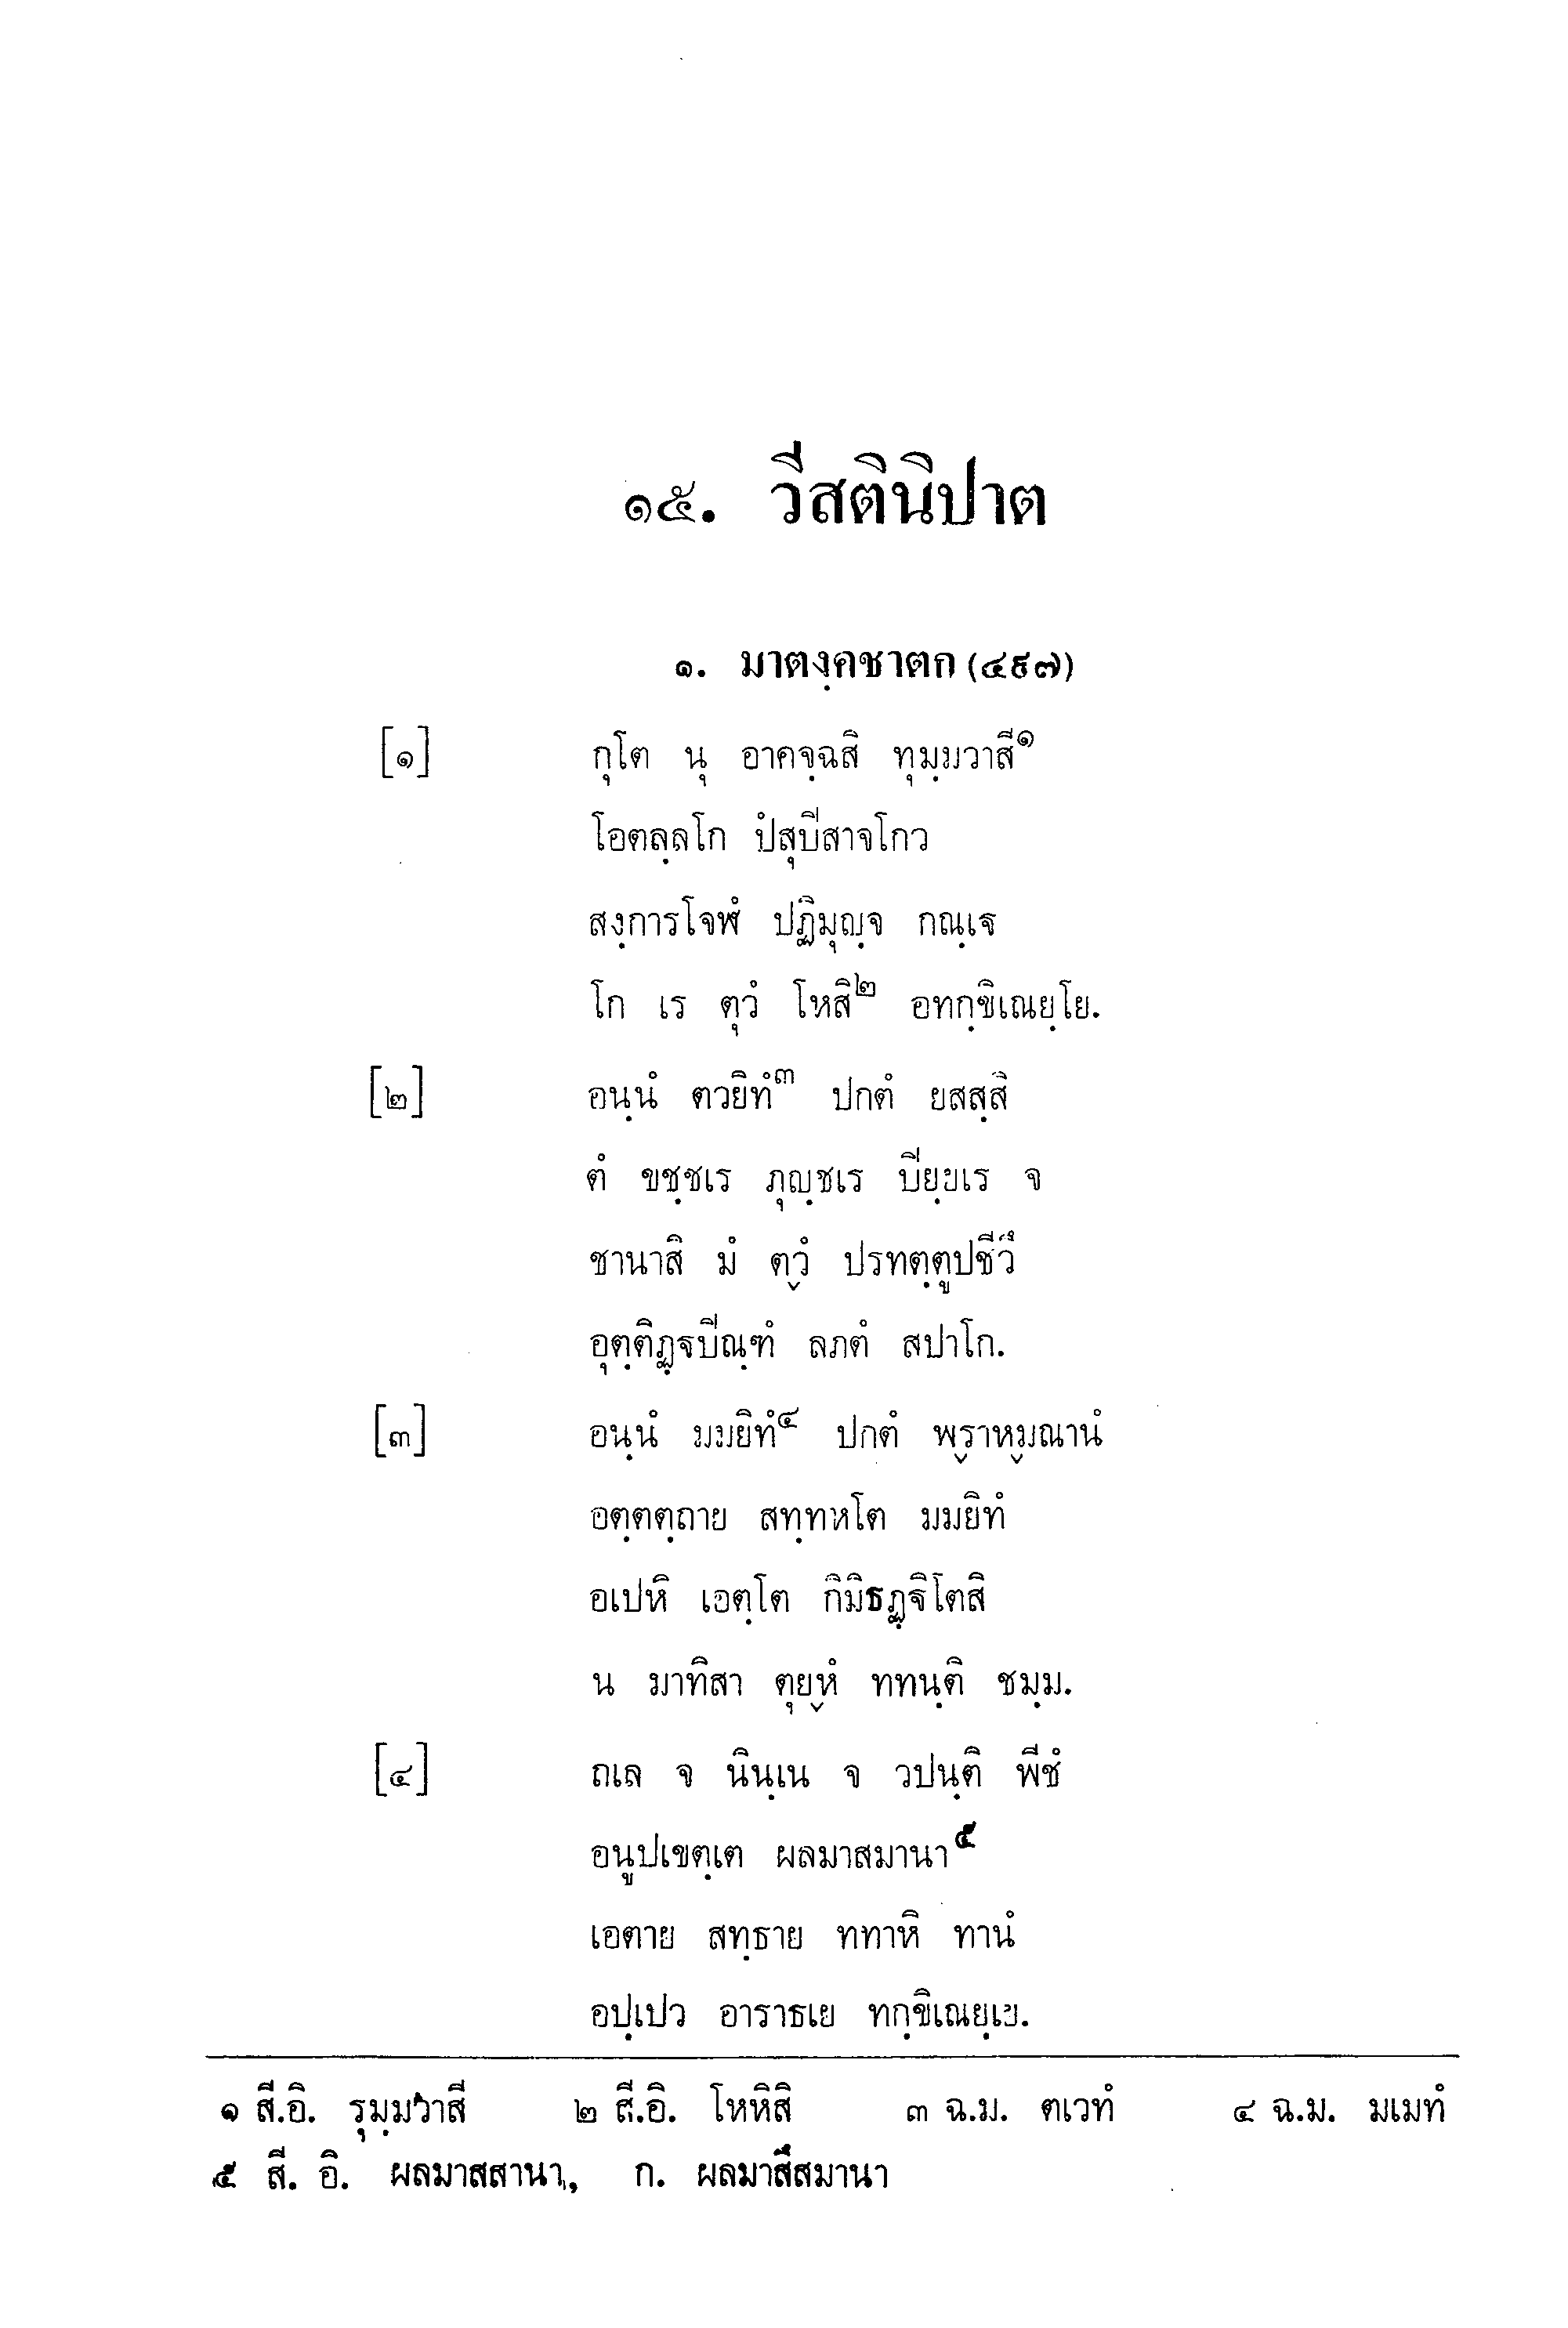 ๑๕. วีสตินิปาต
๑. มาตงฺคชาตก (๔๙๗)
[๑] กุโต นุ อาคจฺฉสิ ทุมฺมวาสี๑
โอตลฺลโก ปํสุปิสาจโกว
สงฺการโจฬํ ปฏิมุญฺจ กณฺเฐ
โก เร ตุวํ โหสิ๒ อทกฺขิเณยฺโย.
[๒] อนฺนํ ตวยิทํ๓ ปกตํ ยสสฺสิ
ตํ ขชฺชเร ภุญฺชเร ปิยฺยเร จ
ชานาสิ มํ ตฺวํ ปรทตฺตูปชีวึ
อุตฺติฏฺฐปิณฺฑํ ลภตํ สปาโก.
[๓] อนฺนํ มมยิทํ๔ ปกตํ พฺราหฺมณานํ
อตฺตตฺถาย สทฺทหโต มมยิทํ
อเปหิ เอตฺโต กิมิธฏฺฐิโตสิ
น มาทิสา ตุยฺหํ ททนฺติ ชมฺม.
[๔] ถเล จ นินฺเน จ วปนฺติ พีชํ
อนูปเขตฺเต ผลมาสมานา๕
เอตาย สทฺธาย ททาหิ ทานํ
อปฺเปว อาราธเย ทกฺขิเณยฺเย.
๑ สี.อิ. รุมฺมวาสี ๒ สี.อิ. โหหิสิ ๓ ฉ.ม. ตเวทํ ๔ ฉ.ม. มเมทํ
๕ สี. อิ. ผลมาสสานา, ก. ผลมาสึสมานา